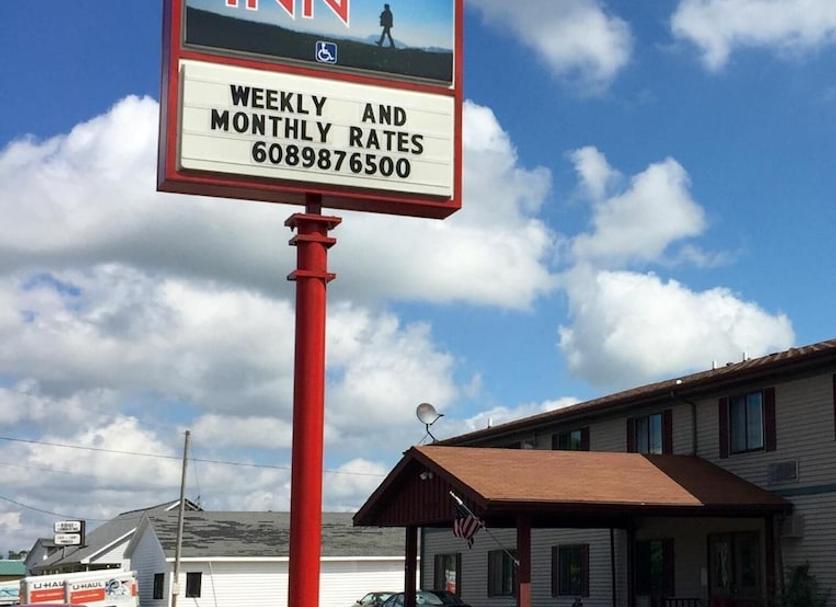 INN
WEEKLY AND
MONTHLY RATES
6089876500
U-HAUL
U-HAUL